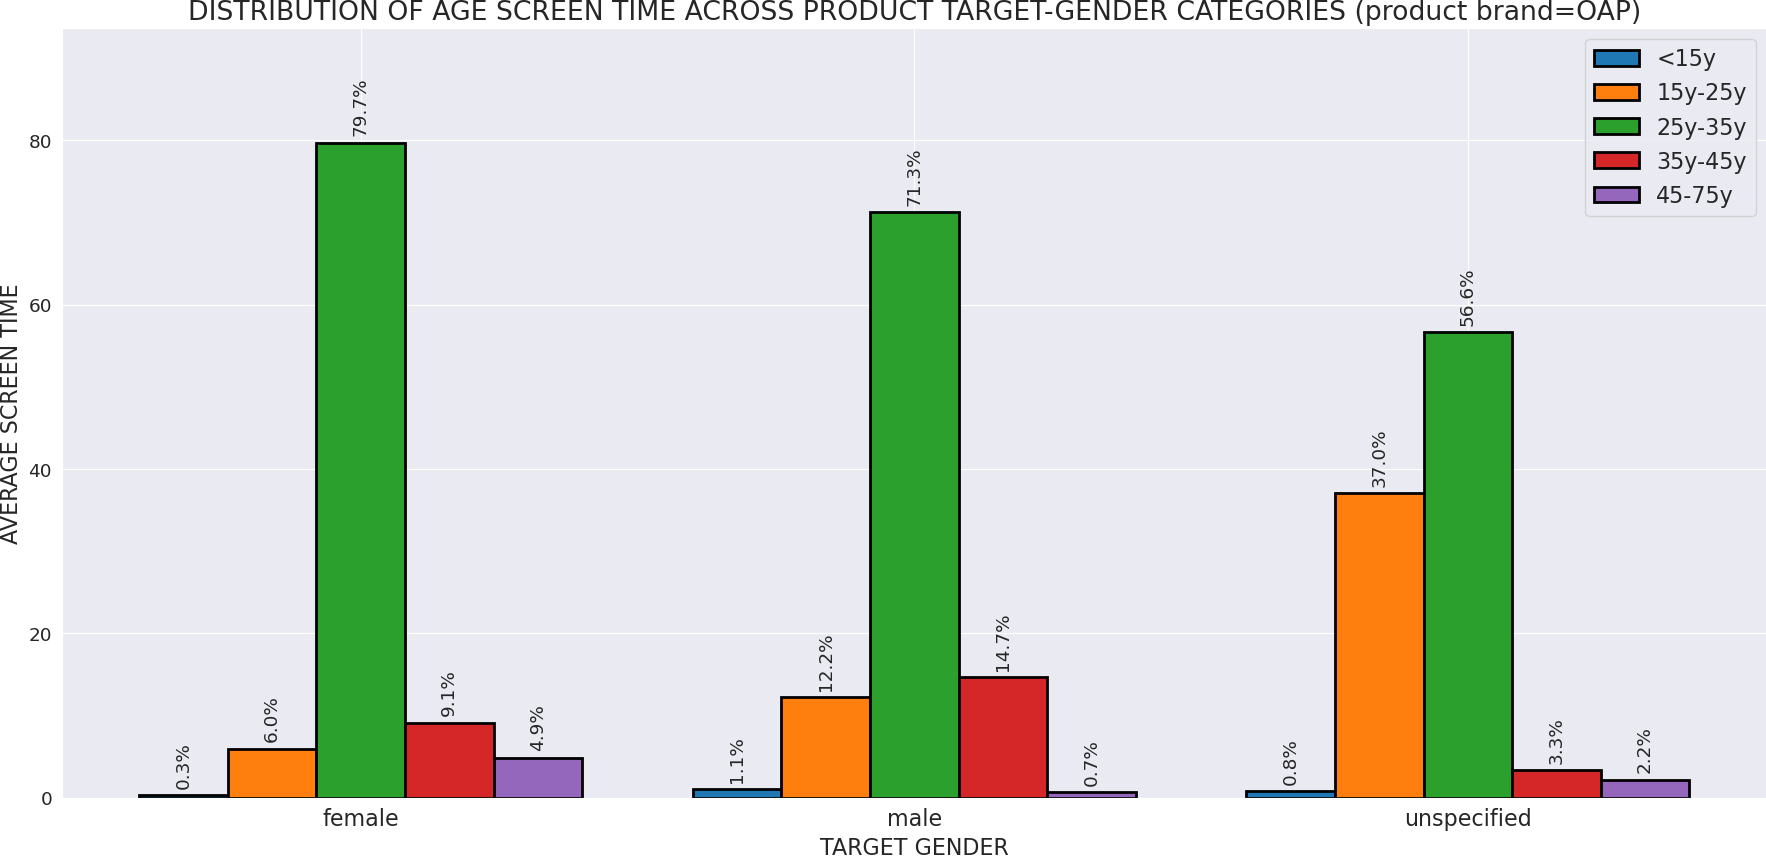 DISTRIBUTION OF AGE SCREEN TIME ACROSS PRODUCT TARGET-GENDER CATEGORIES (product brand=OAP)
<15y
15y-25y
25y-35y
35y-45y
45-75y
AVERAGE SCREEN TIME
80
60
40
20
0
0.3%
6.0%
79.7%
9.1%
4.9%
1.1%
12.2%
71.3%
14.7%
0.7%
0.8%
37.0%
56.6%
3.3%
2.2%
female
male
unspecified
TARGET GENDER